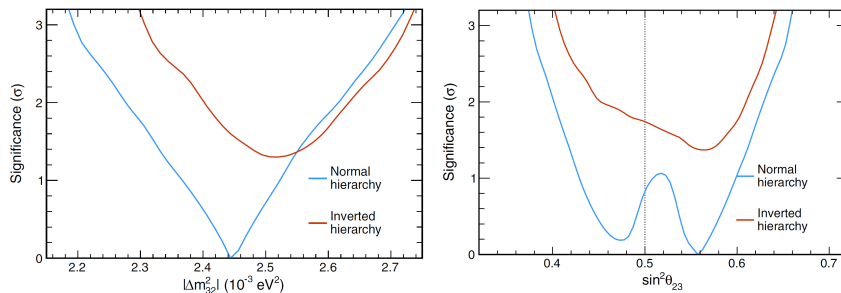 3
2
1
0
Significance (σ)
Normal
hierarchy
Inverted
hierarchy
2.2 2.3 2.4 2.5 2.6 2.7
|Δm²₃₂| (10⁻³ eV²)
3
2
1
0
Significance (σ)
Normal
hierarchy
Inverted
hierarchy
0.4 0.5 0.6 0.7
sin²θ₂₃